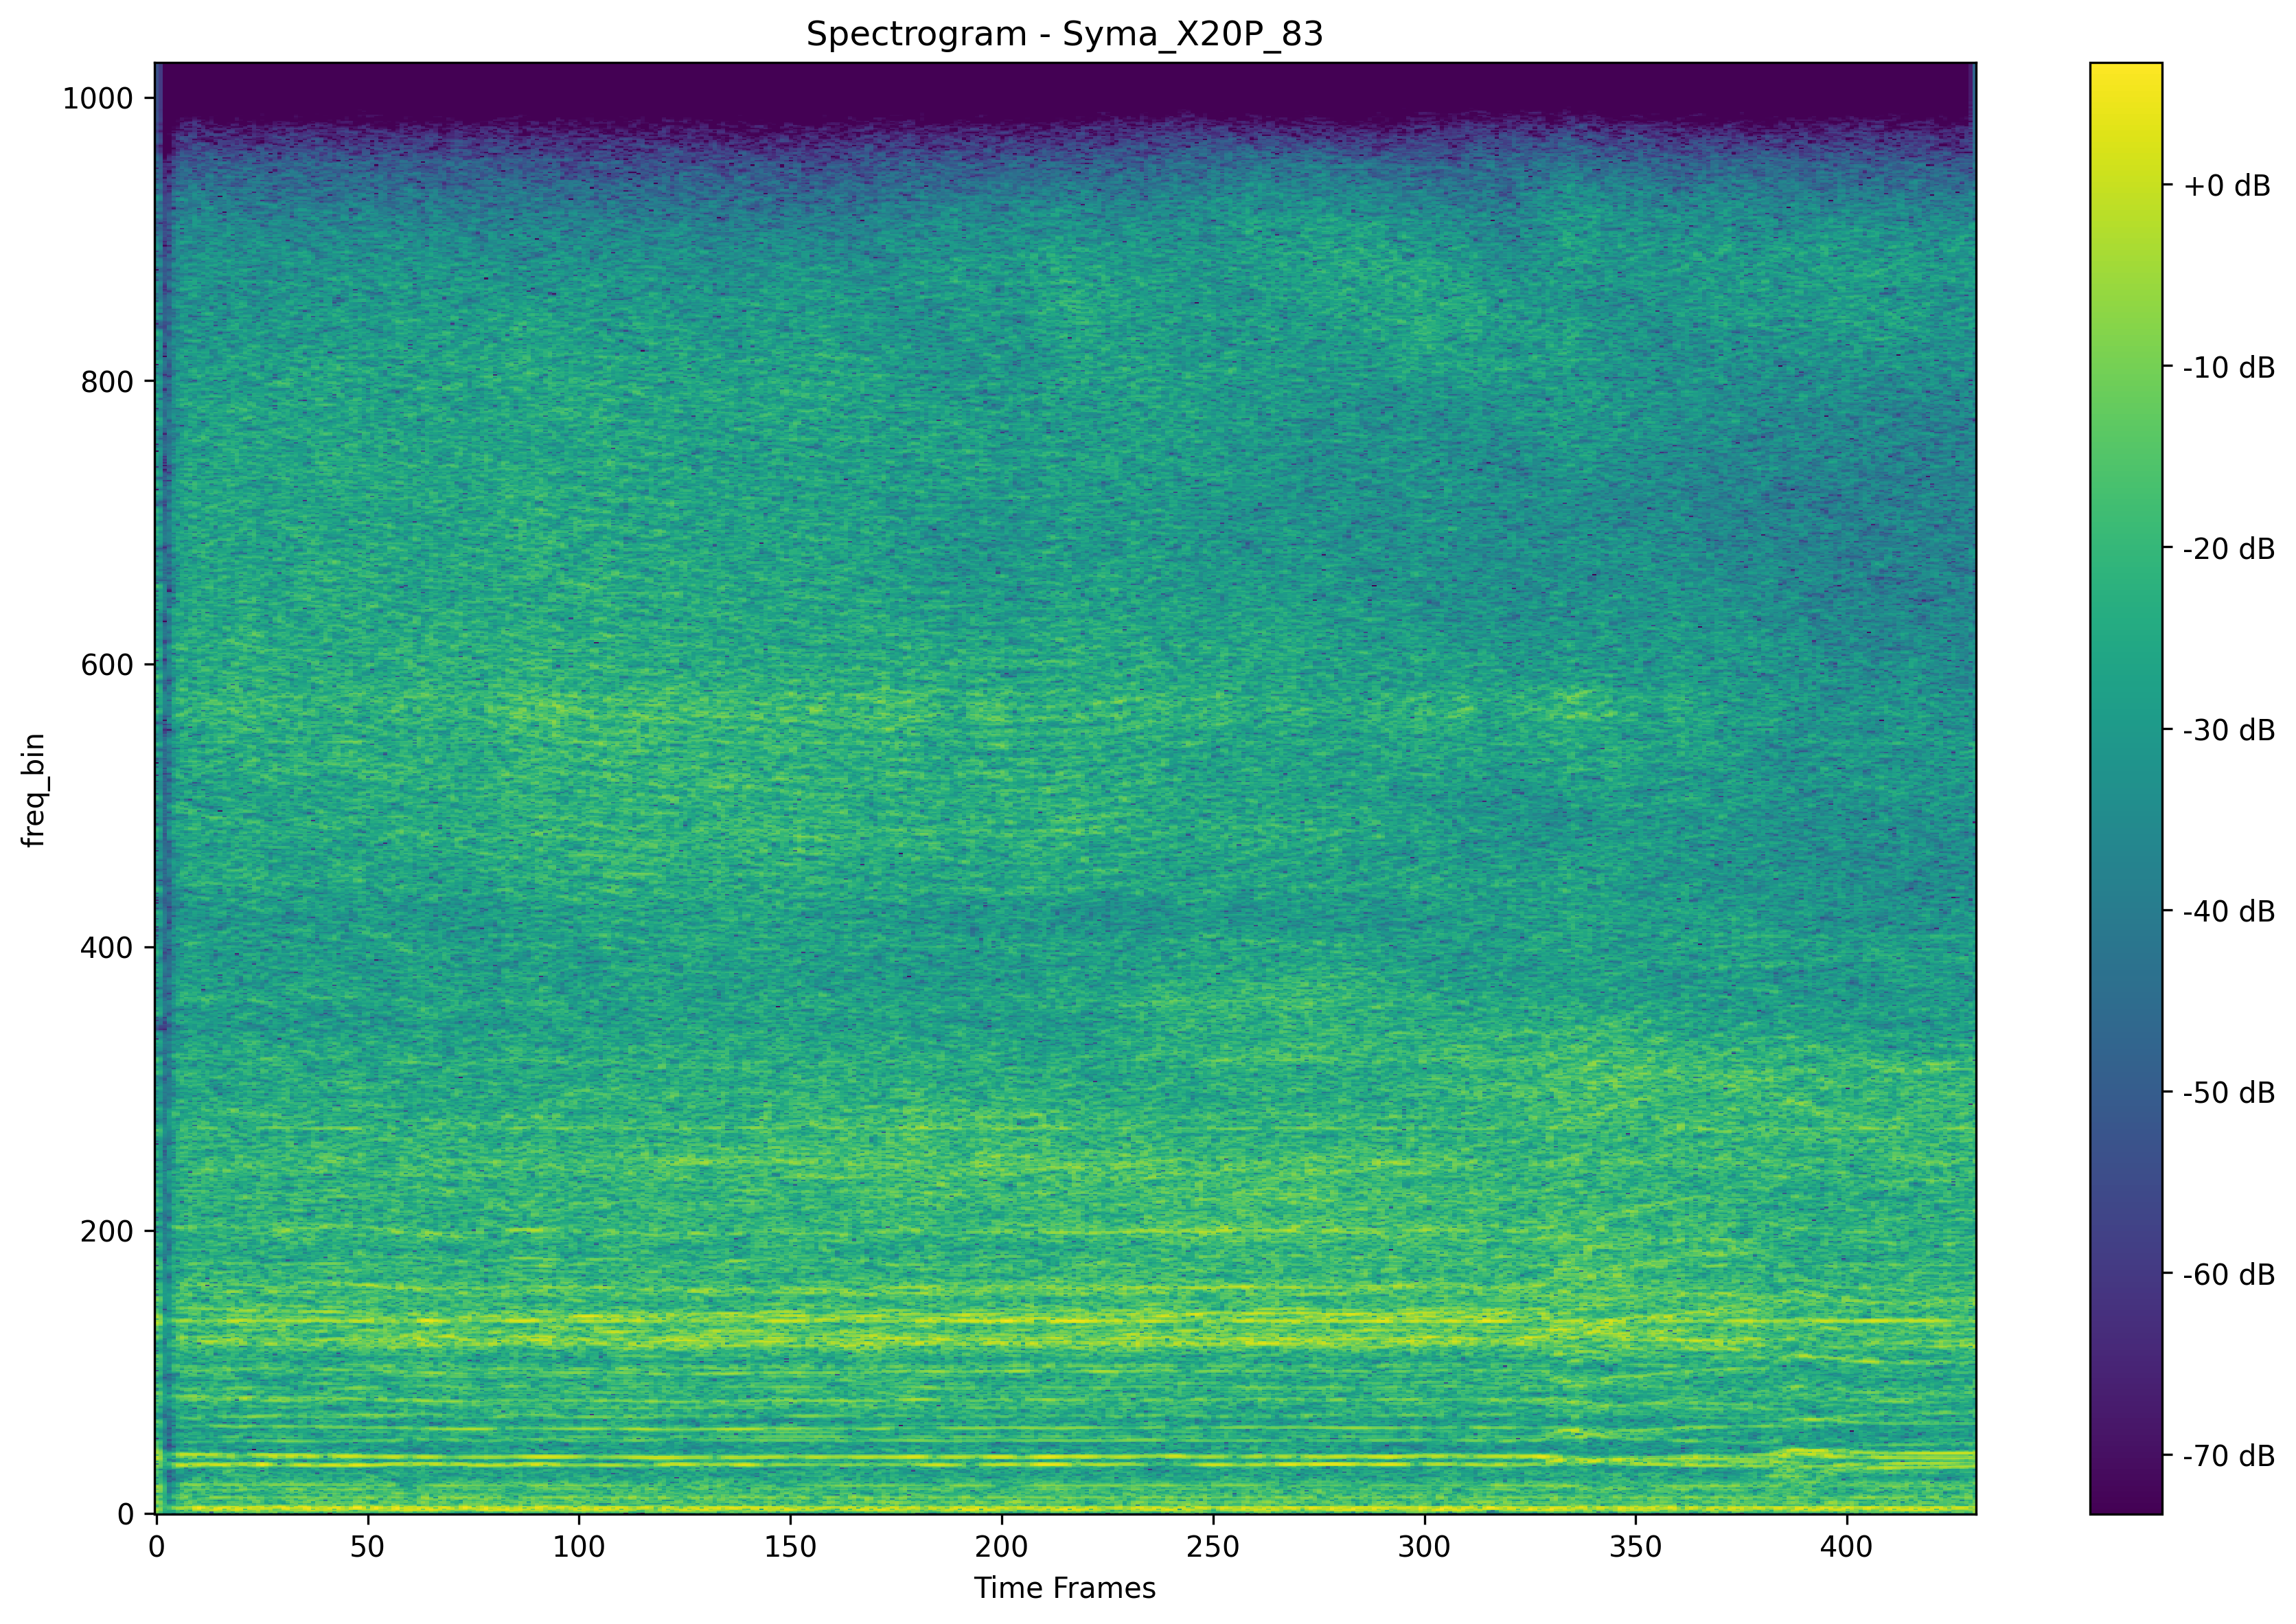 Spectrogram - Syma_X20P_83
1000
800
600
400
200
0
freq_bin
0 50 100 150 200 250 300 350 400
Time Frames
+0 dB
-10 dB
-20 dB
-30 dB
-40 dB
-50 dB
-60 dB
-70 dB